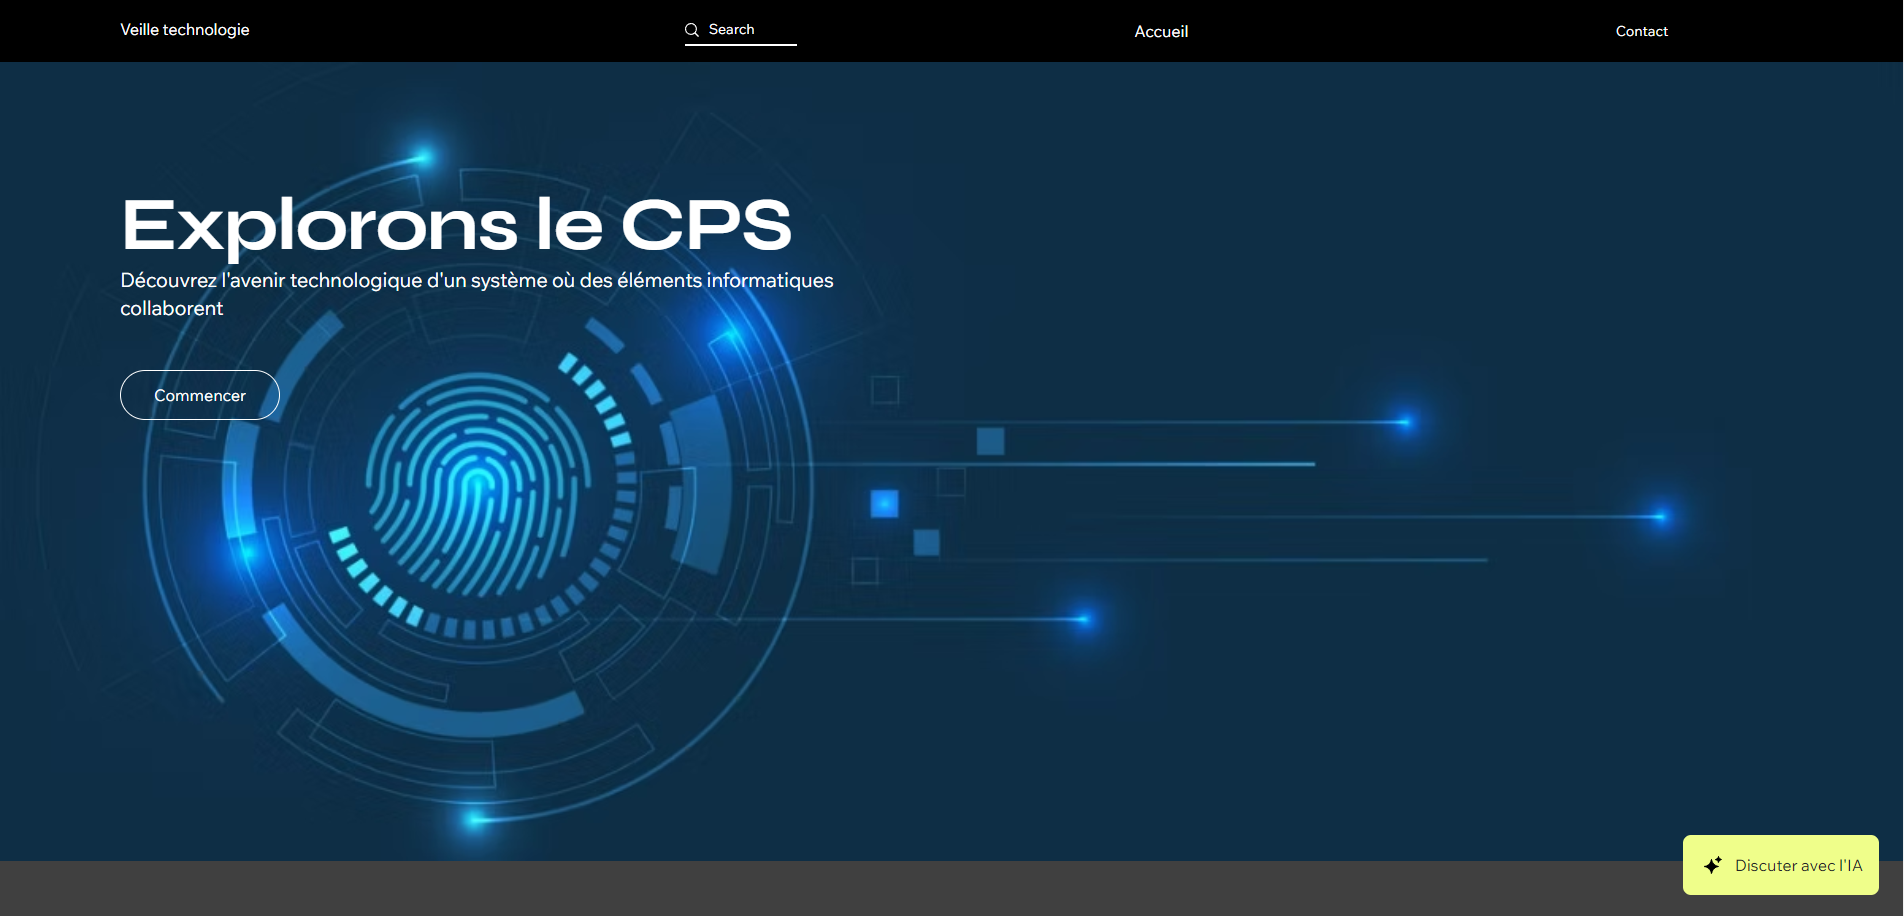 Veille technologie
Search
Accueil
Contact
Explorons le CPS
Découvrez l'avenir technologique d'un système où des éléments informatiques
collaborent
Commencer
Discuter avec l'IA